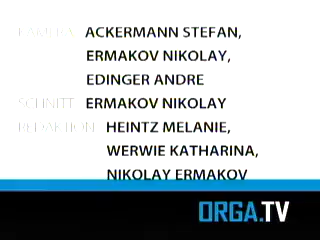 KAMERA: ACKERMANN STEFAN,
ERMAKOV NIKOLAY,
EDINGER ANDRE
SCHNITT: ERMAKOV NIKOLAY
REDAKTION: HEINTZ MELANIE,
WERWIE KATHARINA,
NIKOLAY ERMAKOV
ORGA.TV